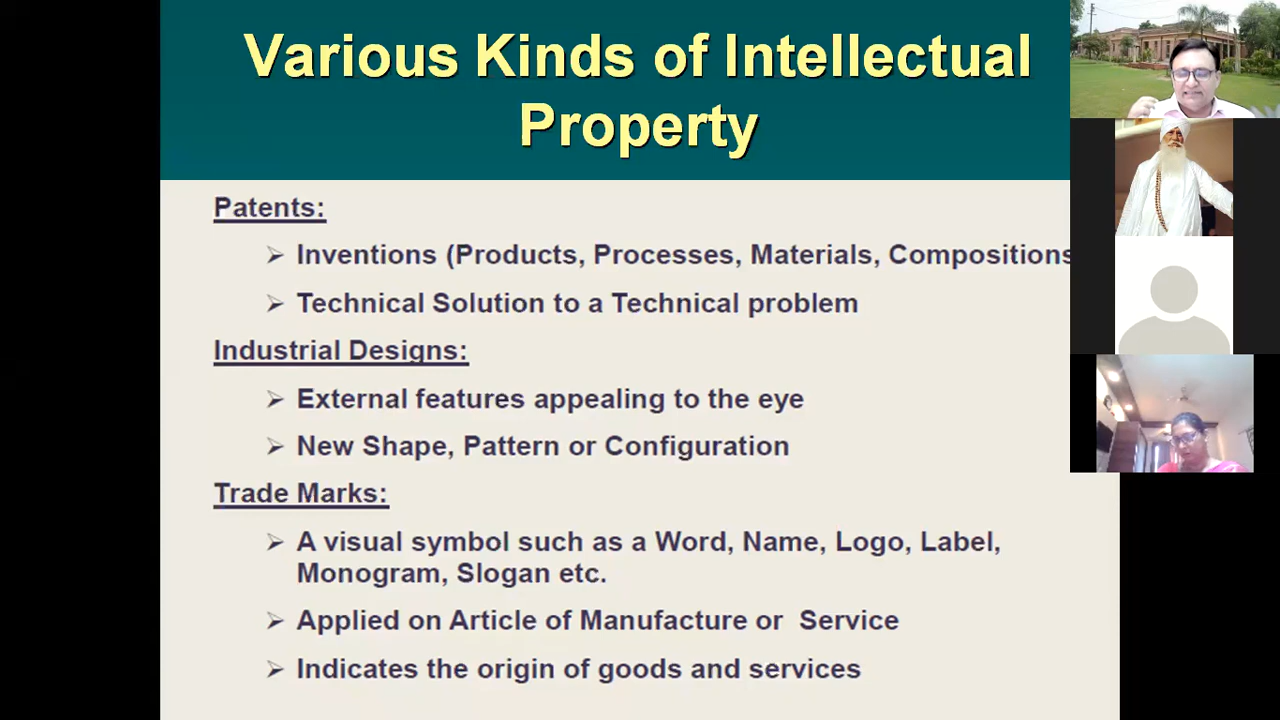 Various Kinds of Intellectual
Property
Patents:
➢ Inventions (Products, Processes, Materials, Compositions
➢ Technical Solution to a Technical problem
Industrial Designs:
➢ External features appealing to the eye
➢ New Shape, Pattern or Configuration
Trade Marks:
➢ A visual symbol such as a Word, Name, Logo, Label,
Monogram, Slogan etc.
➢ Applied on Article of Manufacture or  Service
➢ Indicates the origin of goods and services